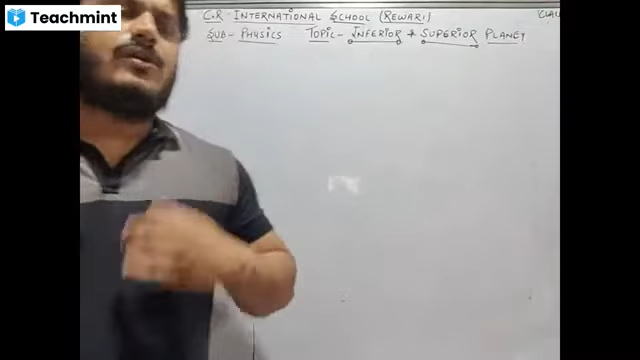 Teachmint
C.R. INTERNATIONAL SCHOOL (REWARI)
SUB- PHYSICS TOPIC- INFERIOR & SUPERIOR PLANET